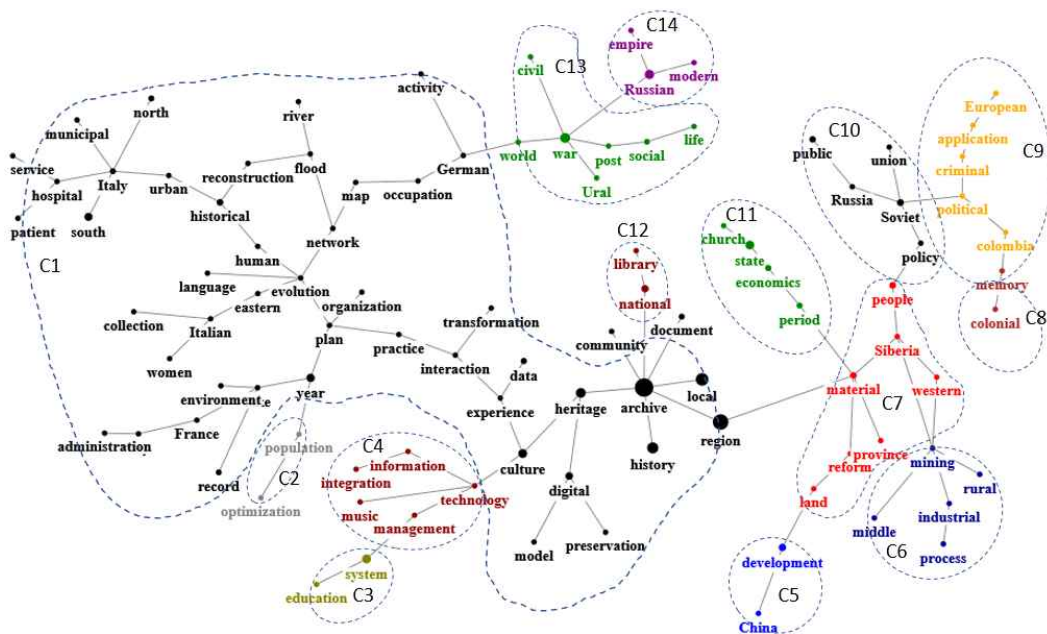 C14
empire
C13
civil
modern
activity
Russian
European
north
river
C10
application
municipal
public
union
C9
criminal
service
reconstruction
flood
German
world
war
post
social
life
hospital
Italy
urban
map
occupation
Ural
Russia
Soviet
political
patient
south
historical
C11
church
network
C12
policy
colombia
C1
human
library
state
language
evolution
organization
economics
memory
eastern
national
people
collection
Italian
transformation
document
period
colonial
C8
plan
practice
community
Siberia
women
interaction
environment
year
data
local
material
western
heritage
archive
C7
France
experience
administration
population
C4
region
information
culture
history
province
record
C2
integration
reform
mining
technology
digital
rural
optimization
music
land
management
middle
industrial
C6
model
preservation
process
system
development
education
C3
C5
China